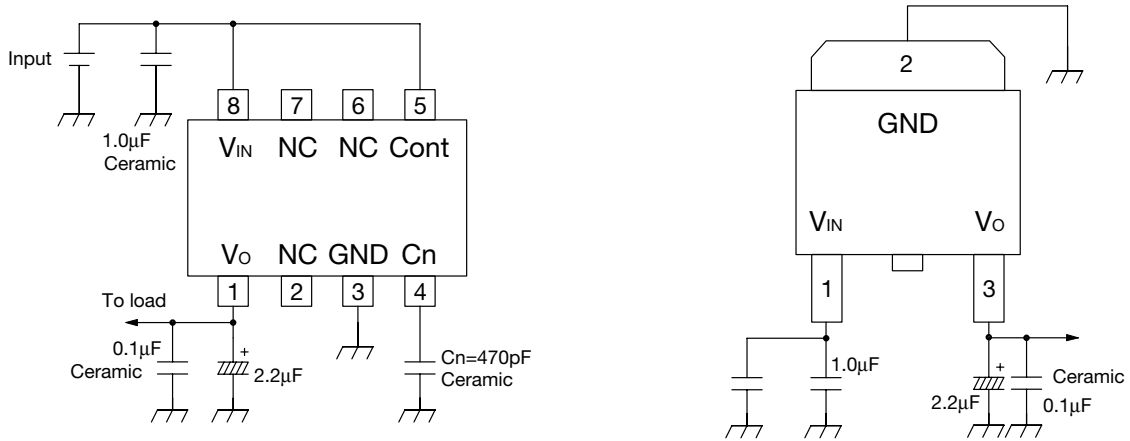 Input
1.0µF
Ceramic
8 7 6 5
VIN NC NC Cont
VO NC GND Cn
1 2 3 4
To load
0.1µF
Ceramic
+
2.2µF
Cn=470pF
Ceramic
2
GND
VIN VO
1 3
1.0µF
+
2.2µF
Ceramic
0.1µF